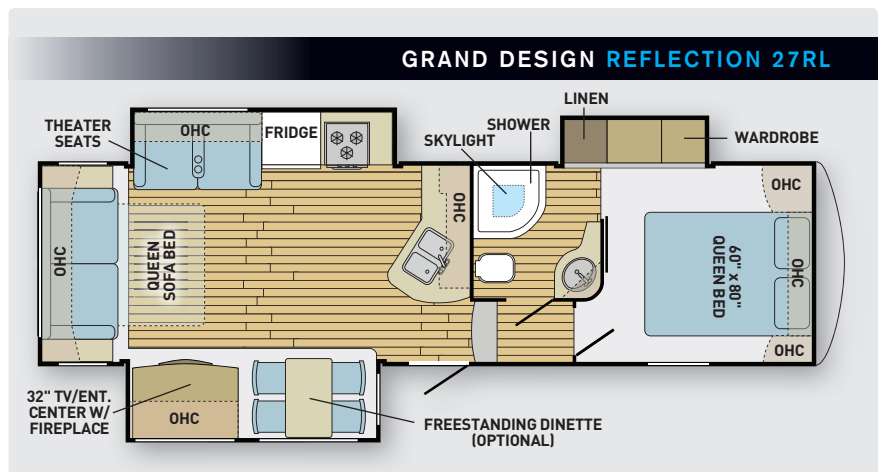 GRAND DESIGN REFLECTION 27RL
LINEN
THEATER
SEATS
OHC
FRIDGE
SKYLIGHT
SHOWER
WARDROBE
OHC
OHC
OHC
QUEEN
SOFA BED
60" x 80"
QUEEN BED
OHC
OHC
32" TV/ENT.
CENTER W/
FIREPLACE
OHC
FREESTANDING DINETTE
(OPTIONAL)